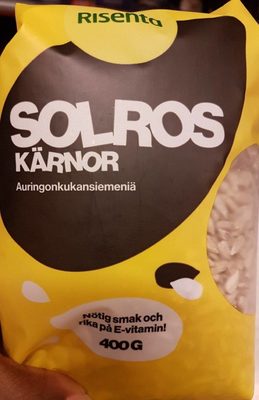 Risenta
SOLROS
KÄRNOR
Auringonkukansiemeniä
Nötig smak och
rika på E-vitamin!
400G